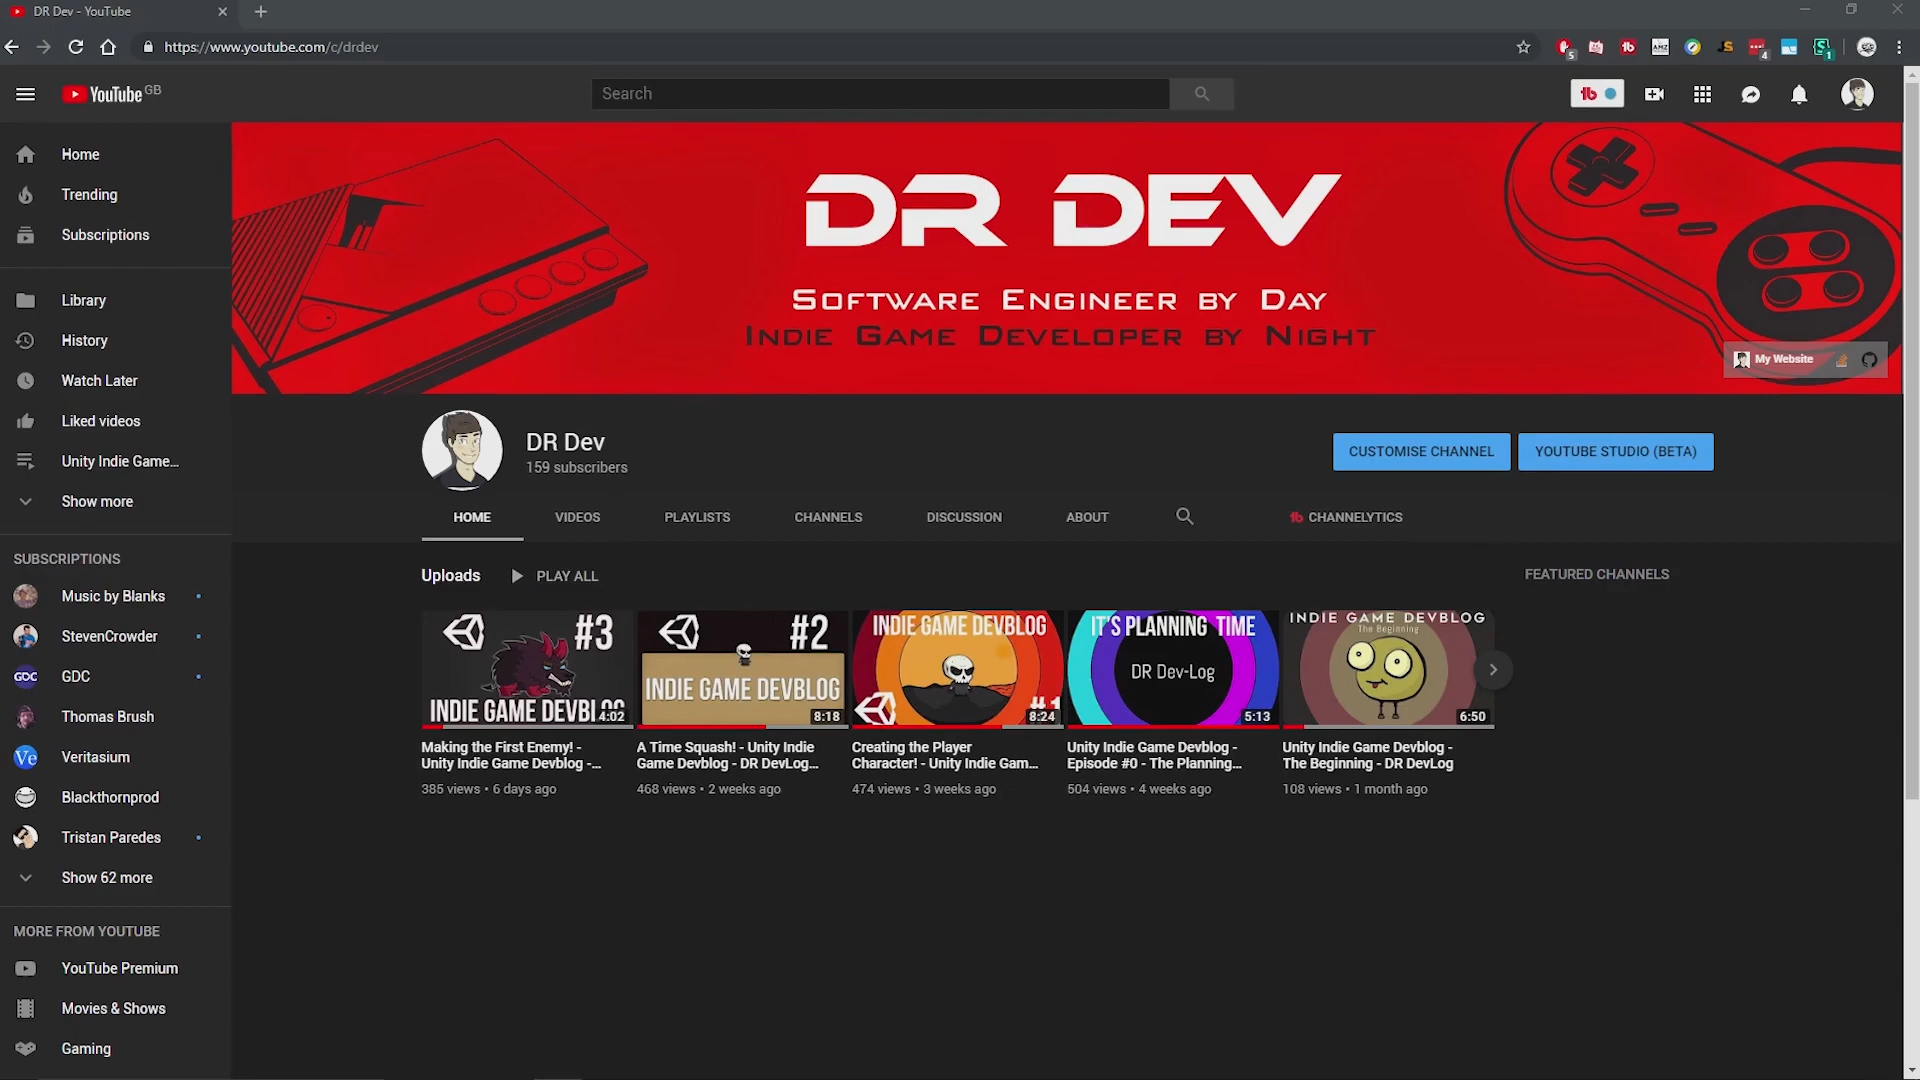 DR Dev - YouTube
https://www.youtube.com/c/drdev
5
4
1
YouTube GB
Search
Home
Trending
Subscriptions
Library
History
Watch Later
Liked videos
Unity Indie Game...
Show more
SUBSCRIPTIONS
Music by Blanks
StevenCrowder
GDC
GDC
Thomas Brush
Ve
Veritasium
Blackthornprod
Tristan Paredes
Show 62 more
MORE FROM YOUTUBE
YouTube Premium
Movies & Shows
Gaming
DR DEV
SOFTWARE ENGINEER BY DAY
INDIE GAME DEVELOPER BY NIGHT
My Website
DR Dev
159 subscribers
CUSTOMISE CHANNEL
YOUTUBE STUDIO (BETA)
HOME
VIDEOS
PLAYLISTS
CHANNELS
DISCUSSION
ABOUT
CHANNELYTICS
Uploads
PLAY ALL
FEATURED CHANNELS
#3
INDIE GAME DEVBLOG
4:02
Making the First Enemy! -
Unity Indie Game Devblog -...
385 views • 6 days ago
#2
INDIE GAME DEVBLOG
8:18
A Time Squash! - Unity Indie
Game Devblog - DR DevLog...
468 views • 2 weeks ago
INDIE GAME DEVBLOG
#1
8:24
Creating the Player
Character! - Unity Indie Gam...
474 views • 3 weeks ago
IT'S PLANNING TIME
DR Dev-Log
5:13
Unity Indie Game Devblog -
Episode #0 - The Planning...
504 views • 4 weeks ago
INDIE GAME DEVBLOG
The Beginning
6:50
Unity Indie Game Devblog -
The Beginning - DR DevLog
108 views • 1 month ago